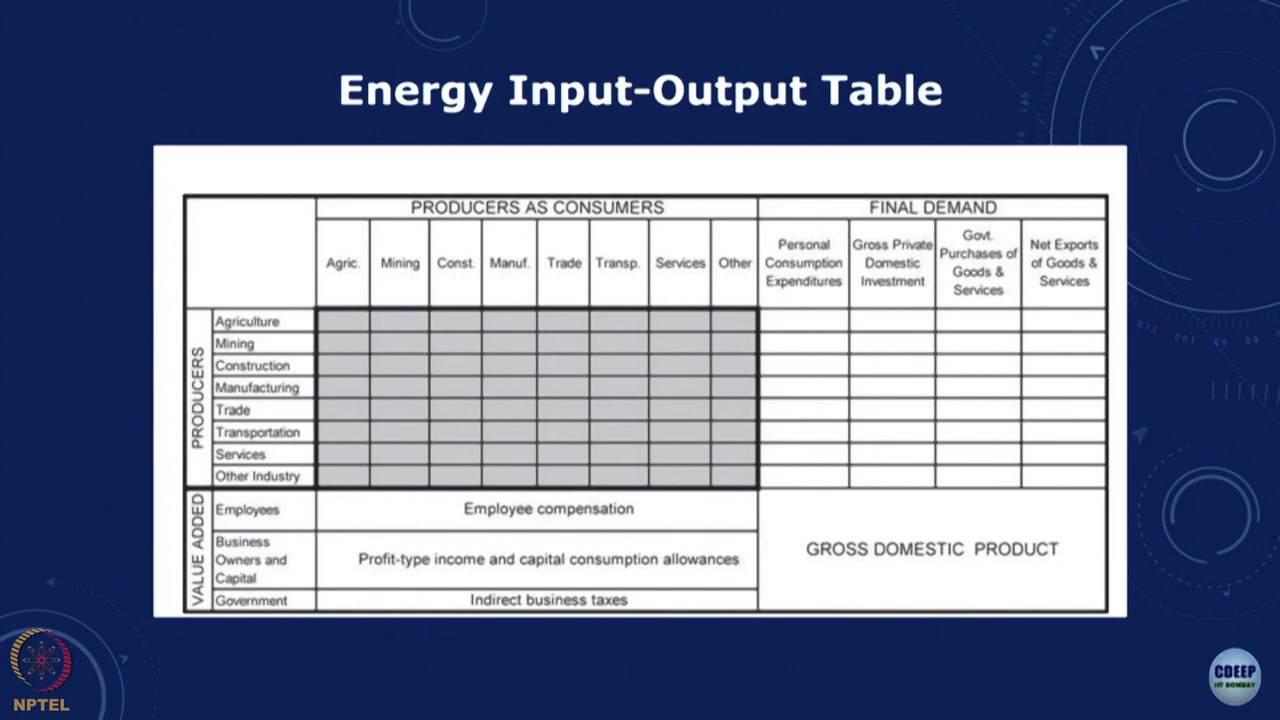 Energy Input-Output Table
PRODUCERS AS CONSUMERS
FINAL DEMAND
Agric.
Mining
Const.
Manuf.
Trade
Transp.
Services
Other
Personal
Consumption
Expenditures
Gross Private
Domestic
Investment
Govt.
Purchases of
Goods &
Services
Net Exports
of Goods &
Services
PRODUCERS
Agriculture
Mining
Construction
Manufacturing
Trade
Transportation
Services
Other Industry
VALUE ADDED
Employees
Employee compensation
Business
Owners and
Capital
Profit-type income and capital consumption allowances
Government
Indirect business taxes
GROSS DOMESTIC PRODUCT
NPTEL
CDEEP
IIT BOMBAY